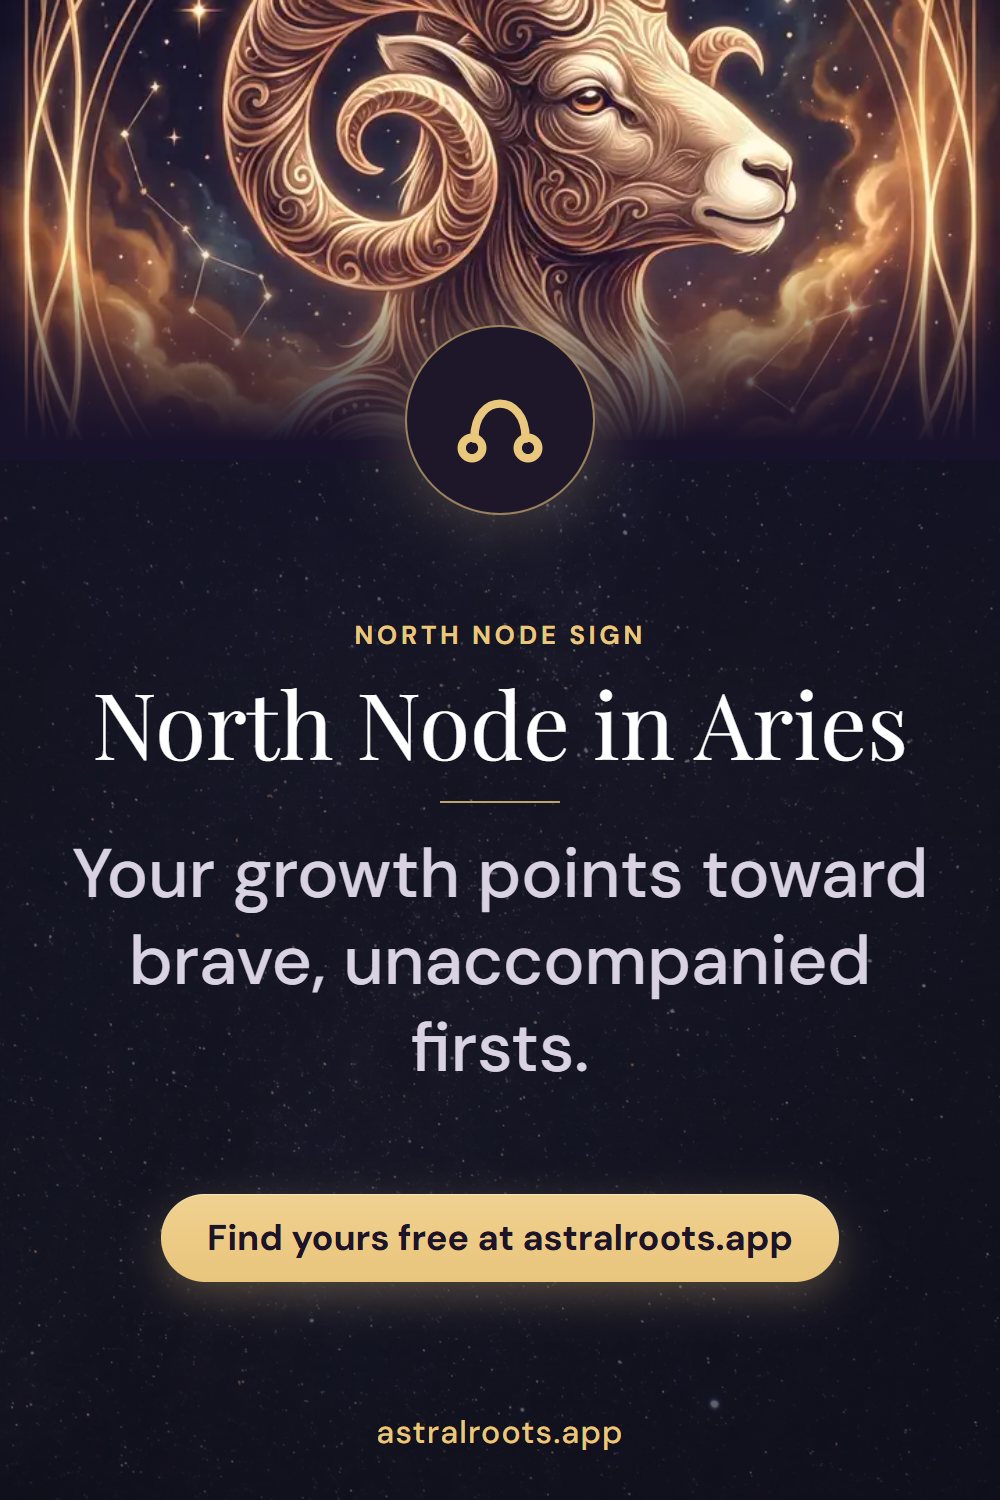 NORTH NODE SIGN
North Node in Aries
Your growth points toward
brave, unaccompanied
firsts.
Find yours free at astralroots.app
astralroots.app